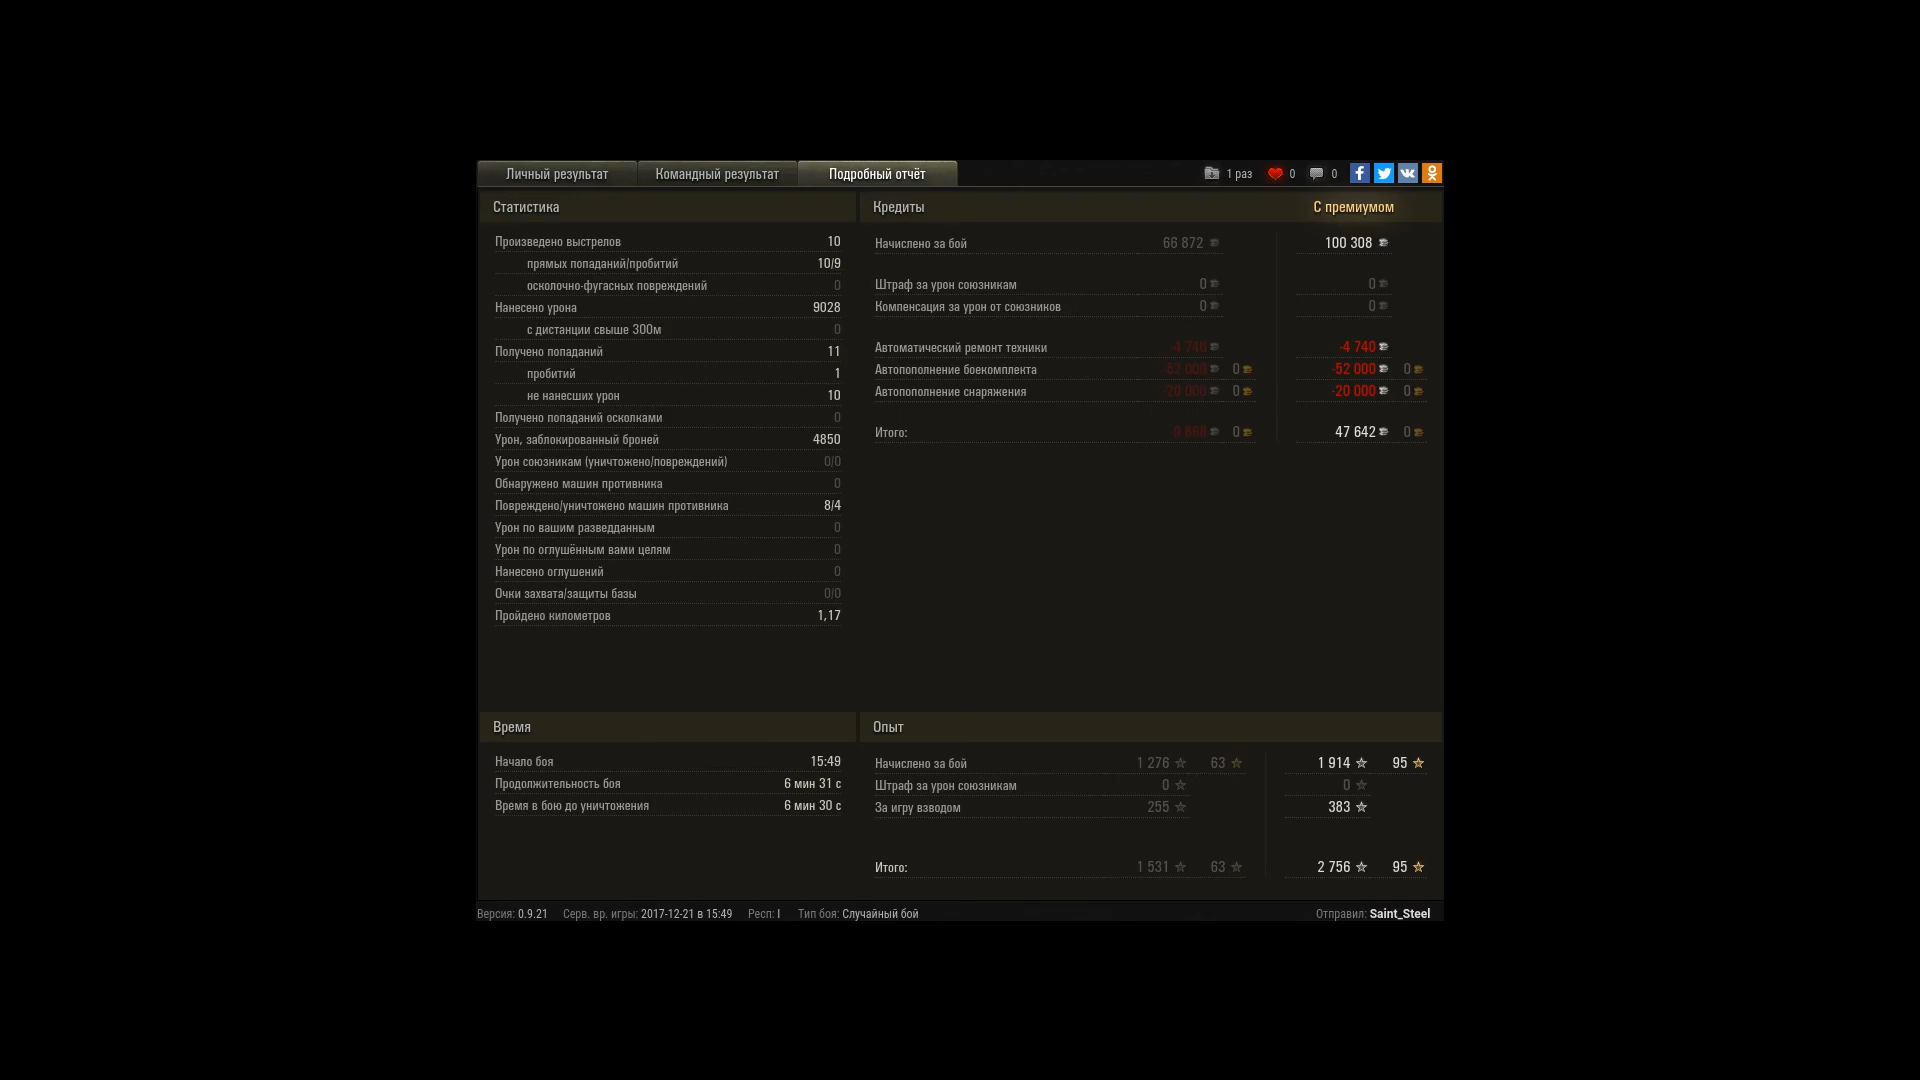 Личный результат Командный результат Подробный отчёт 1 раз 0 0
Статистика
Произведено выстрелов 10
прямых попаданий/пробитий 10/9
осколочно-фугасных повреждений 0
Нанесено урона 9028
с дистанции свыше 300м 0
Получено попаданий 11
пробитий 1
не нанесших урон 10
Получено попаданий осколками 0
Урон, заблокированный броней 4850
Урон союзникам (уничтожено/повреждений) 0/0
Обнаружено машин противника 0
Повреждено/уничтожено машин противника 8/4
Урон по вашим разведданным 0
Урон по оглушённым вами целям 0
Нанесено оглушений 0
Очки захвата/защиты базы 0/0
Пройдено километров 1,17
Кредиты С премиумом
Начислено за бой 66 872 100 308
Штраф за урон союзникам 0 0
Компенсация за урон от союзников 0 0
Автоматический ремонт техники -4 740 -4 740
Автопополнение боекомплекта -52 000 0 -52 000 0
Автопополнение снаряжения -20 000 0 -20 000 0
Итого: -9 868 0 47 642 0
Время
Начало боя 15:49
Продолжительность боя 6 мин 31 с
Время в бою до уничтожения 6 мин 30 с
Опыт
Начислено за бой 1 276 63 1 914 95
Штраф за урон союзникам 0 0
За игру взводом 255 383
Итого: 1 531 63 2 756 95
Версия: 0.9.21 Серв. вр. игры: 2017-12-21 в 15:49 Респ: I Тип боя: Случайный бой Отправил: Saint_Steel